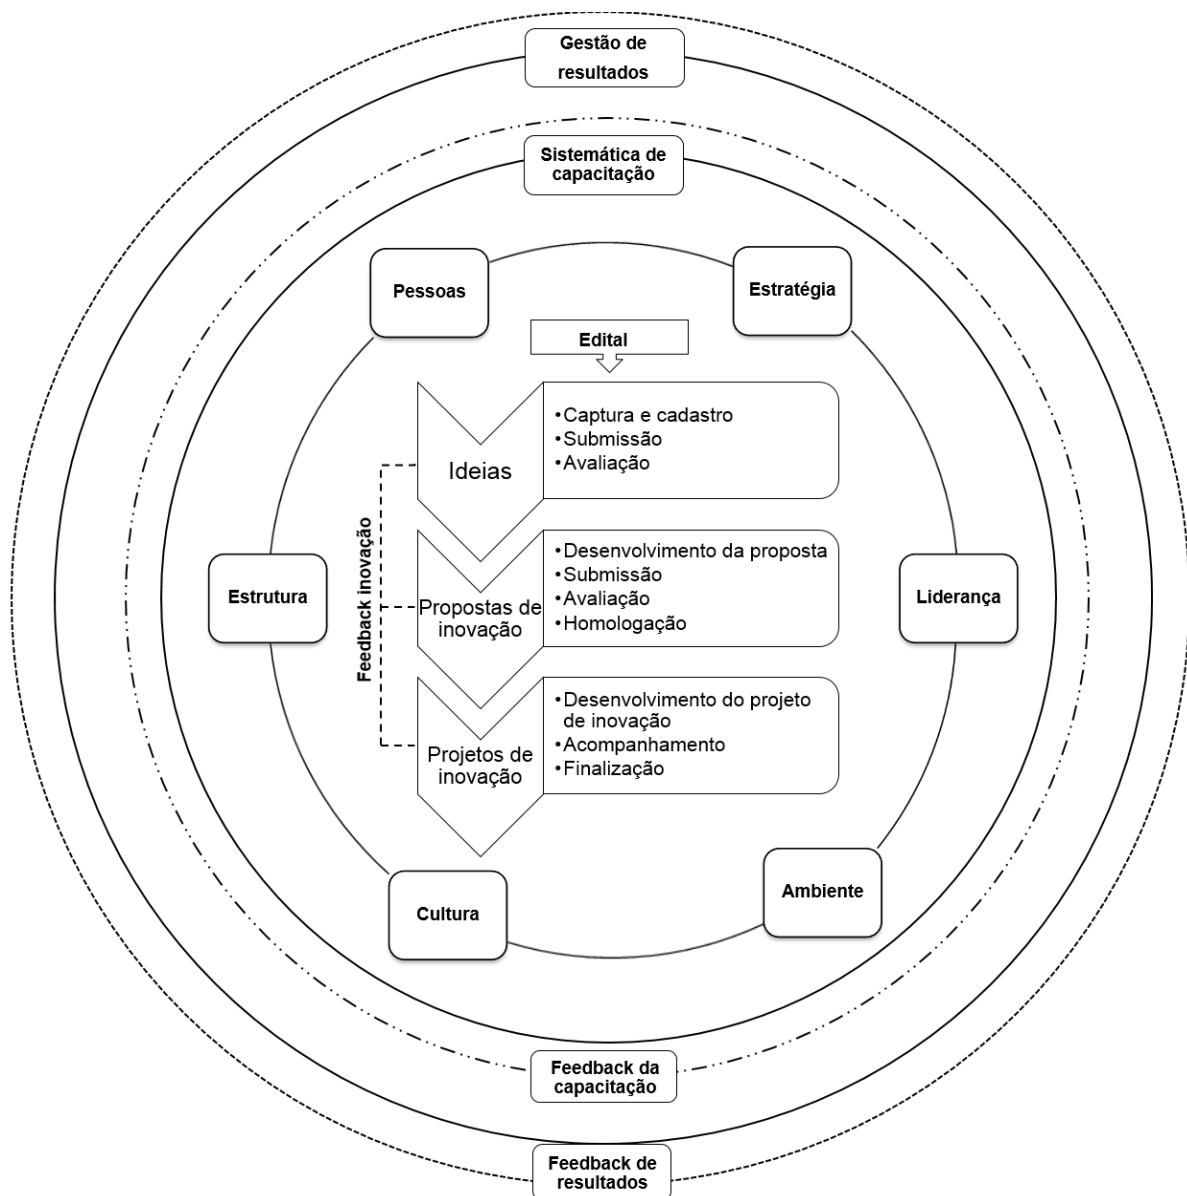 Gestão de
resultados
Sistemática de
capacitação
Pessoas
Estratégia
Edital
Ideias
•Captura e cadastro
•Submissão
•Avaliação
Feedback inovação
Estrutura
Liderança
Propostas de
inovação
•Desenvolvimento da proposta
•Submissão
•Avaliação
•Homologação
Projetos de
inovação
•Desenvolvimento do projeto
de inovação
•Acompanhamento
•Finalização
Cultura
Ambiente
Feedback da
capacitação
Feedback de
resultados